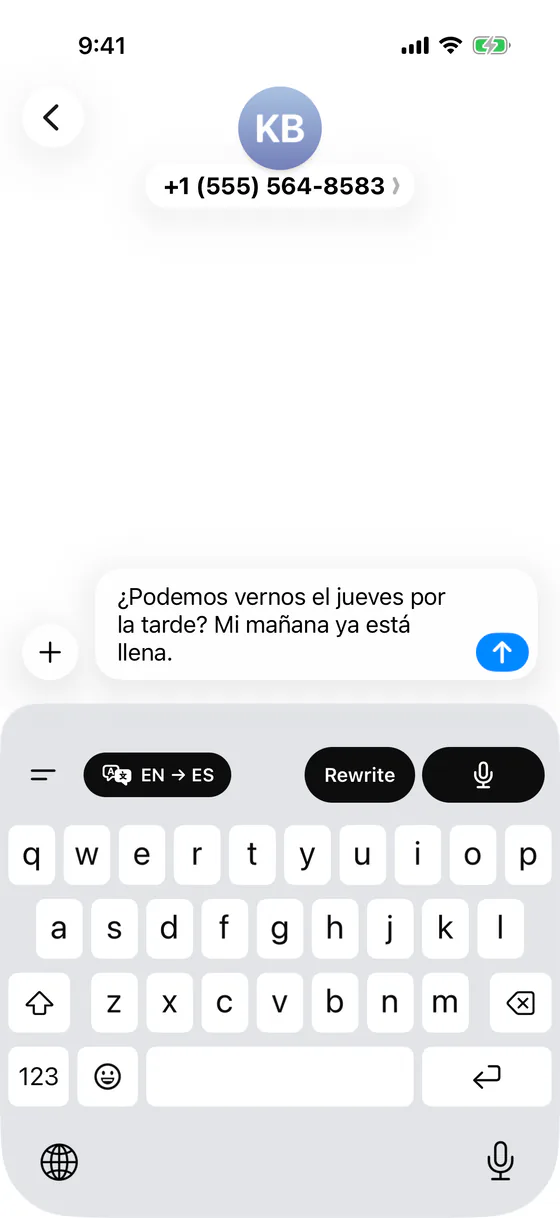 9:41
KB
+1 (555) 564-8583
¿Podemos vernos el jueves por
la tarde? Mi mañana ya está
llena.
EN → ES
Rewrite
q w e r t y u i o p
a s d f g h j k l
z x c v b n m
123